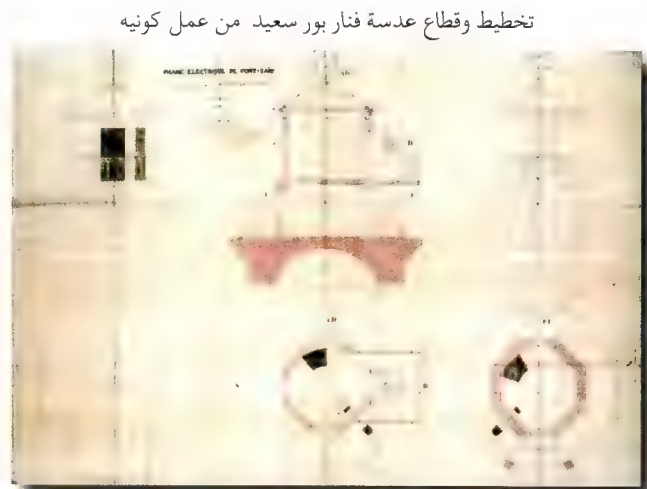 تخطيط وقطاع عدسة فنار بور سعيد من عمل كونيه
PHARE ELECTRIQUE DE PORT-SAID